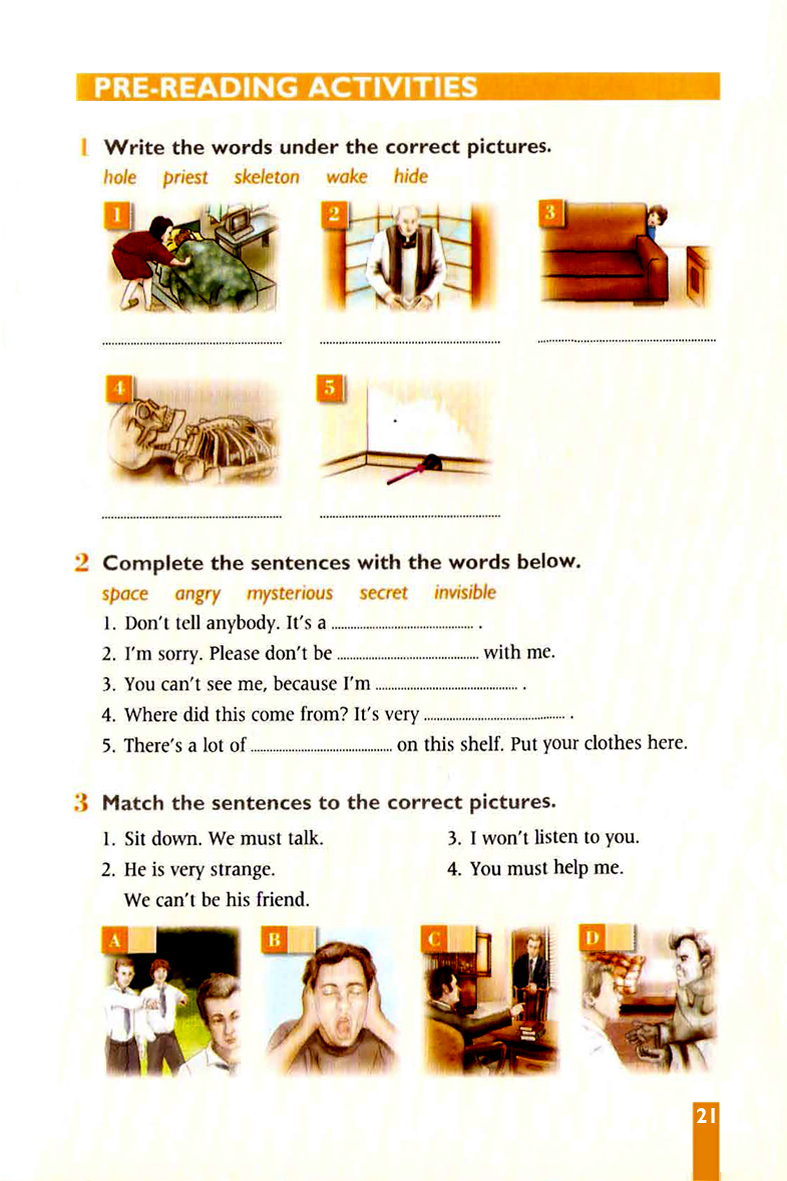 PRE-READING ACTIVITIES
1 Write the words under the correct pictures.
hole priest skeleton wake hide
1 2 3
4 5
2 Complete the sentences with the words below.
space angry mysterious secret invisible
1. Don't tell anybody. It's a ............................................ .
2. I'm sorry. Please don't be ............................................ with me.
3. You can't see me, because I'm ............................................ .
4. Where did this come from? It's very ............................................ .
5. There's a lot of ............................................ on this shelf. Put your clothes here.
3 Match the sentences to the correct pictures.
1. Sit down. We must talk.
2. He is very strange.
We can't be his friend.
3. I won't listen to you.
4. You must help me.
A B C D
21